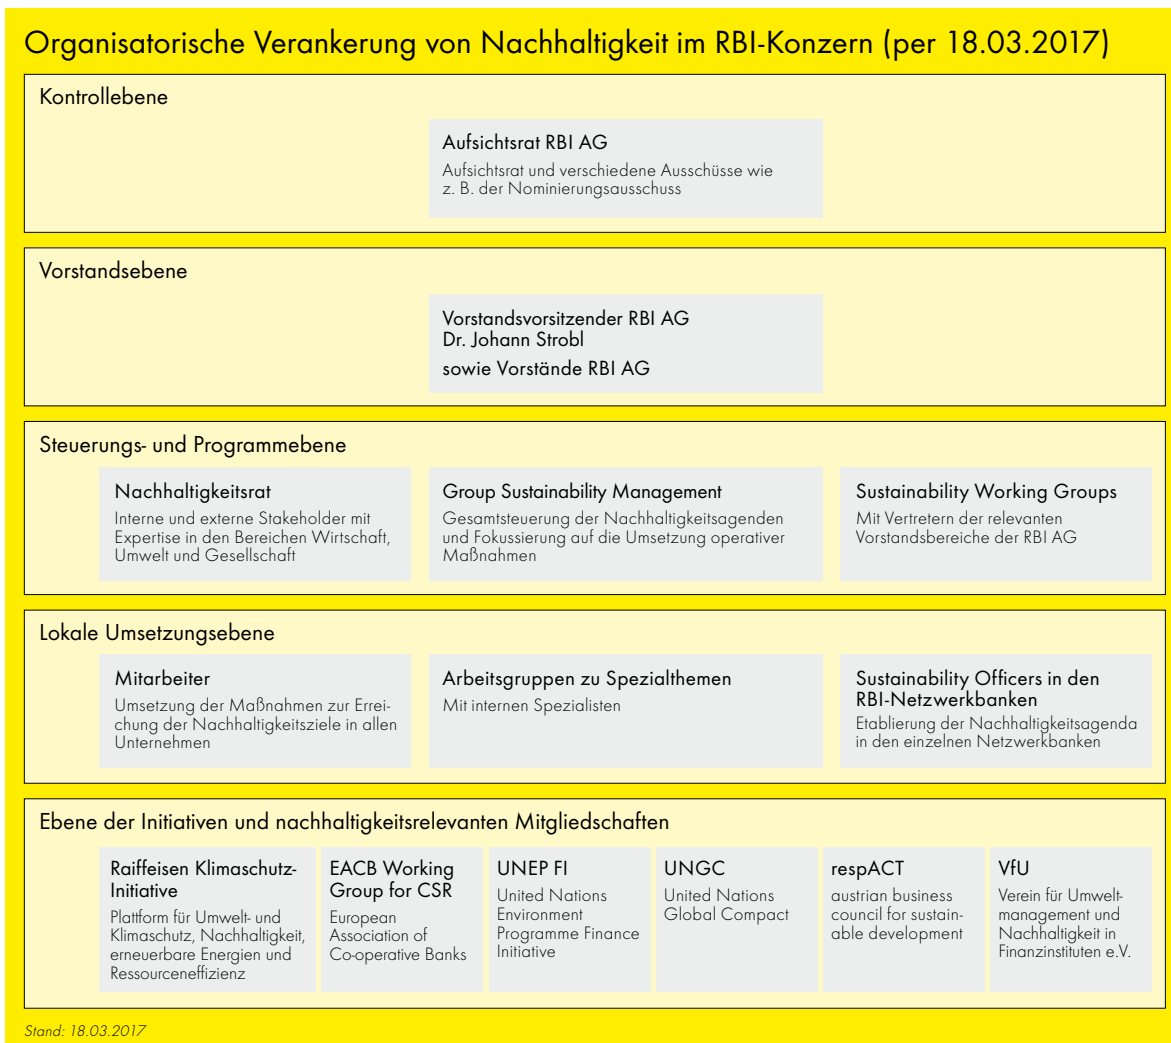 Organisatorische Verankerung von Nachhaltigkeit im RBI-Konzern (per 18.03.2017)
Kontrollebene
Aufsichtsrat RBI AG
Aufsichtsrat und verschiedene Ausschüsse wie
z. B. der Nominierungsausschuss
Vorstandsebene
Vorstandsvorsitzender RBI AG
Dr. Johann Strobl
sowie Vorstände RBI AG
Steuerungs- und Programmebene
Nachhaltigkeitsrat
Interne und externe Stakeholder mit
Expertise in den Bereichen Wirtschaft,
Umwelt und Gesellschaft
Group Sustainability Management
Gesamtsteuerung der Nachhaltigkeitsagenden
und Fokussierung auf die Umsetzung operativer
Maßnahmen
Sustainability Working Groups
Mit Vertretern der relevanten
Vorstandsbereiche der RBI AG
Lokale Umsetzungsebene
Mitarbeiter
Umsetzung der Maßnahmen zur Errei-
chung der Nachhaltigkeitsziele in allen
Unternehmen
Arbeitsgruppen zu Spezialthemen
Mit internen Spezialisten
Sustainability Officers in den
RBI-Netzwerkbanken
Etablierung der Nachhaltigkeitsagenda
in den einzelnen Netzwerkbanken
Ebene der Initiativen und nachhaltigkeitsrelevanten Mitgliedschaften
Raiffeisen Klimaschutz-
Initiative
Plattform für Umwelt- und
Klimaschutz, Nachhaltigkeit,
erneuerbare Energien und
Ressourceneffizienz
EACB Working
Group for CSR
European
Association of
Co-operative Banks
UNEP FI
United Nations
Environment
Programme Finance
Initiative
UNGC
United Nations
Global Compact
respACT
austrian business
council for sustain-
able development
VfU
Verein für Umwelt-
management und
Nachhaltigkeit in
Finanzinstituten e.V.
Stand: 18.03.2017